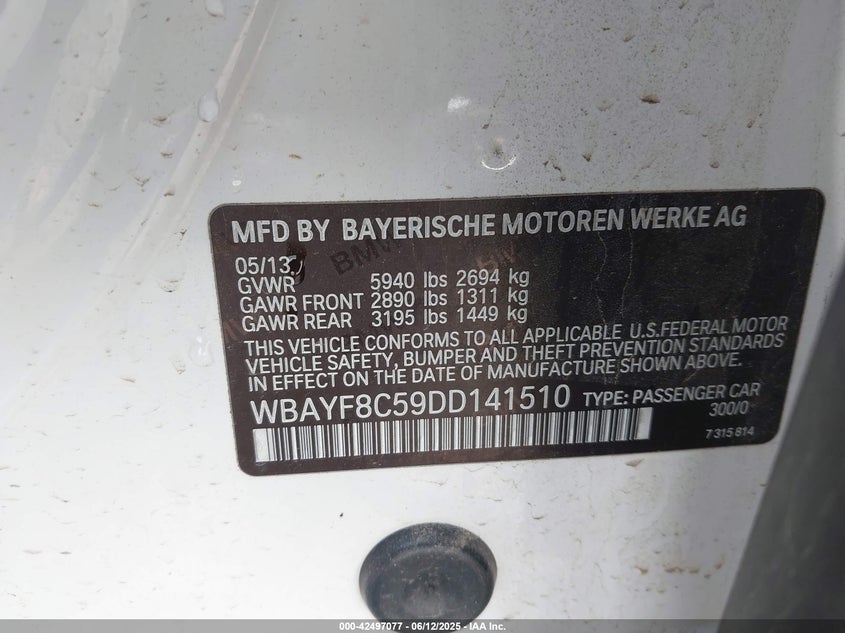 MFD BY BAYERISCHE MOTOREN WERKE AG
05/13
GVWR 5940 lbs 2694 kg
GAWR FRONT 2890 lbs 1311 kg
GAWR REAR 3195 lbs 1449 kg
THIS VEHICLE CONFORMS TO ALL APPLICABLE U.S.FEDERAL MOTOR
VEHICLE SAFETY, BUMPER AND THEFT PREVENTION STANDARDS
IN EFFECT ON THE DATE OF MANUFACTURE SHOWN ABOVE.
WBAYF8C59DD141510 TYPE: PASSENGER CAR
300/0
7 315 814
000-42497077 - 06/12/2025 - IAA Inc.